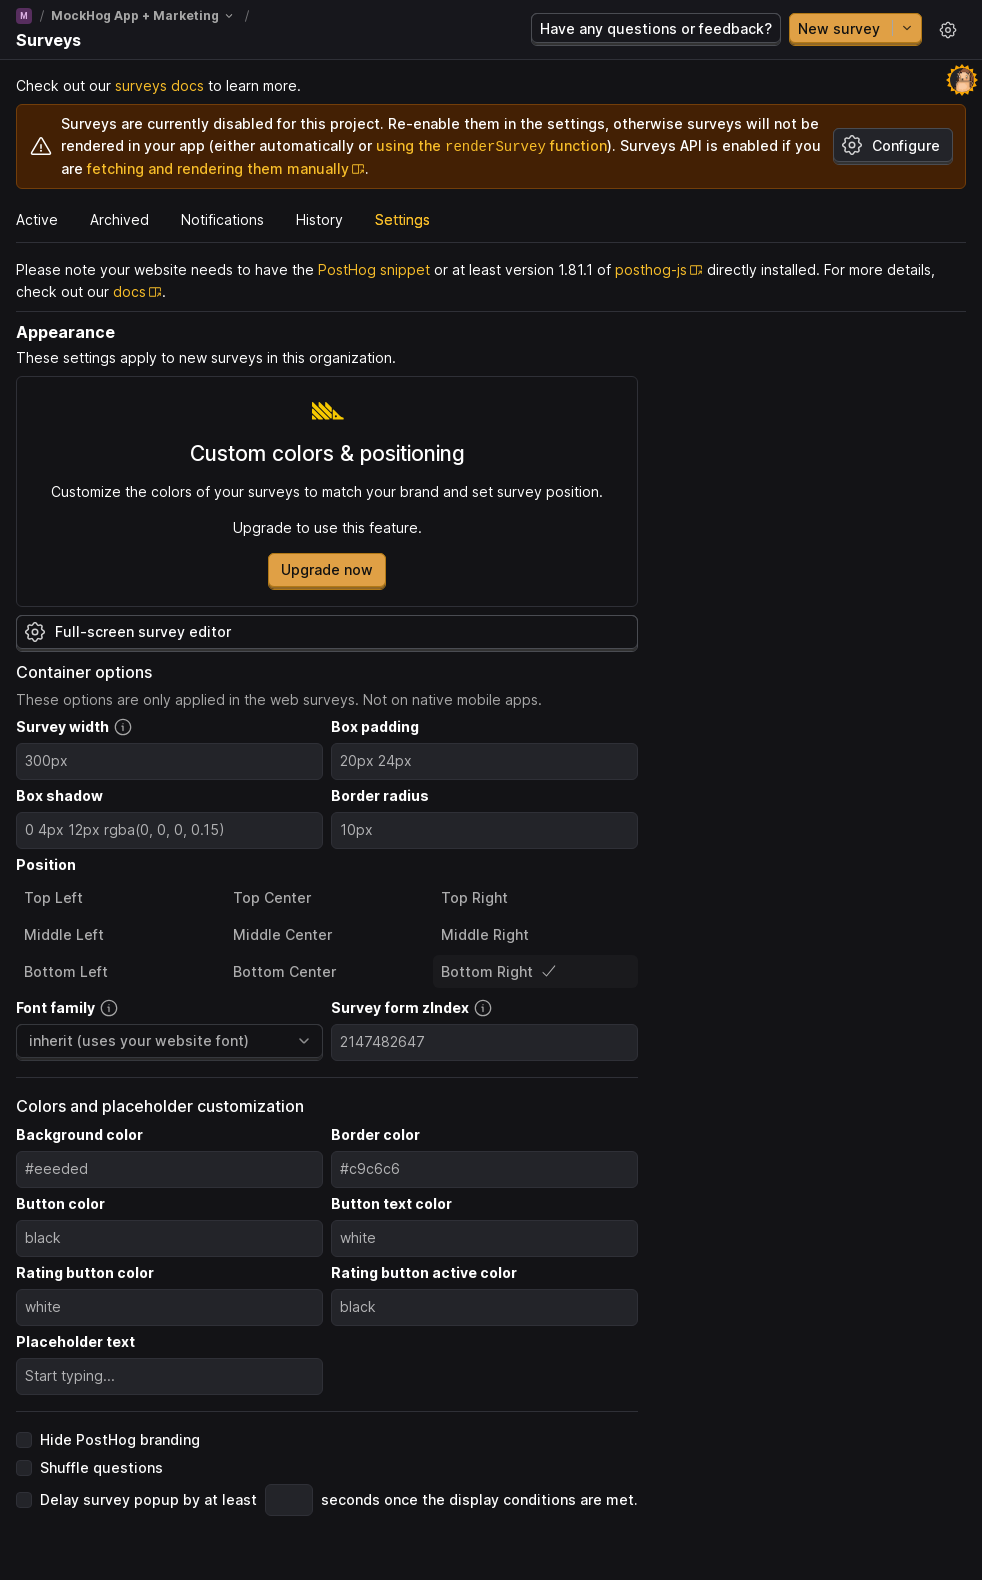 M / MockHog App + Marketing /
Surveys
Have any questions or feedback?
New survey
Check out our surveys docs to learn more.
Surveys are currently disabled for this project. Re-enable them in the settings, otherwise surveys will not be
rendered in your app (either automatically or using the renderSurvey function). Surveys API is enabled if you
are fetching and rendering them manually.
Configure
Active Archived Notifications History Settings
Please note your website needs to have the PostHog snippet or at least version 1.81.1 of posthog-js directly installed. For more details,
check out our docs.
Appearance
These settings apply to new surveys in this organization.
Custom colors & positioning
Customize the colors of your surveys to match your brand and set survey position.
Upgrade to use this feature.
Upgrade now
Full-screen survey editor
Container options
These options are only applied in the web surveys. Not on native mobile apps.
Survey width Box padding
300px 20px 24px
Box shadow Border radius
0 4px 12px rgba(0, 0, 0, 0.15) 10px
Position
Top Left Top Center Top Right
Middle Left Middle Center Middle Right
Bottom Left Bottom Center Bottom Right
Font family Survey form zIndex
inherit (uses your website font) 2147482647
Colors and placeholder customization
Background color Border color
#eeeded #c9c6c6
Button color Button text color
black white
Rating button color Rating button active color
white black
Placeholder text
Start typing...
Hide PostHog branding
Shuffle questions
Delay survey popup by at least seconds once the display conditions are met.